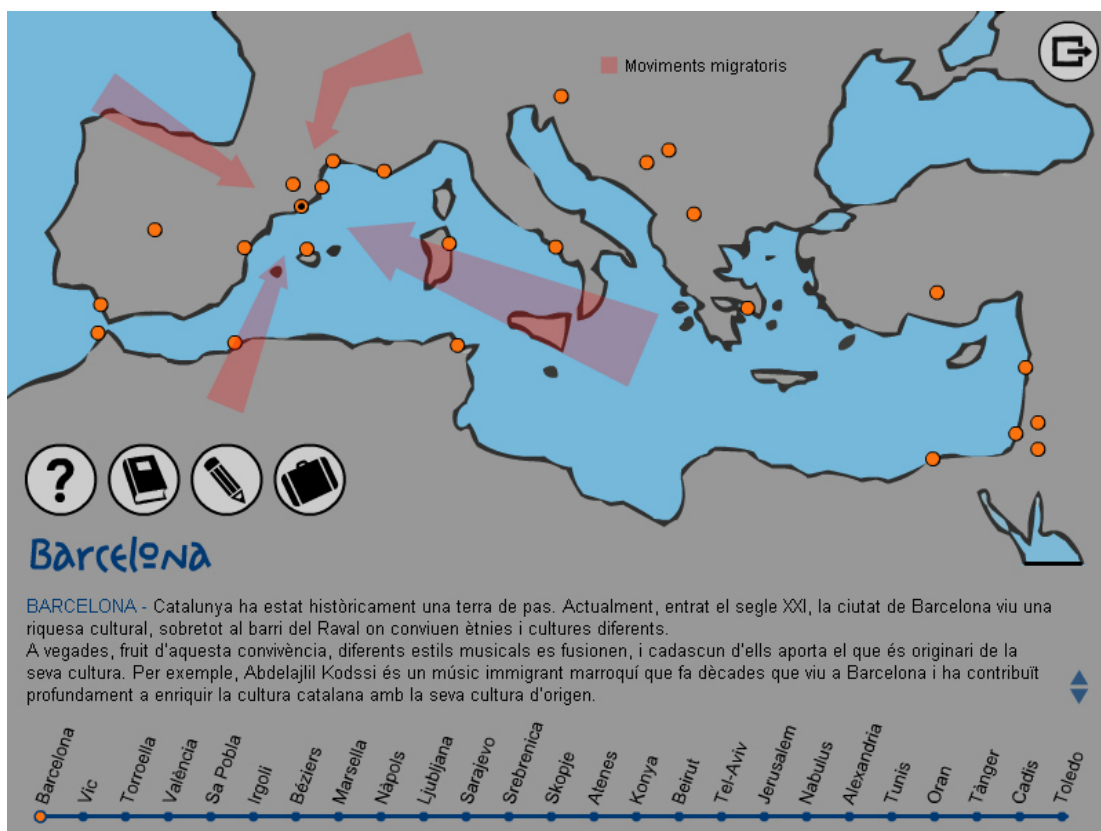 Moviments migratoris
?
Barcelona
BARCELONA - Catalunya ha estat històricament una terra de pas. Actualment, entrat el segle XXI, la ciutat de Barcelona viu una
riquesa cultural, sobretot al barri del Raval on conviuen ètnies i cultures diferents.
A vegades, fruit d'aquesta convivència, diferents estils musicals es fusionen, i cadascun d'ells aporta el que és originari de la
seva cultura. Per exemple, Abdelajlil Kodssi és un músic immigrant marroquí que fa dècades que viu a Barcelona i ha contribuït
profundament a enriquir la cultura catalana amb la seva cultura d'origen.
Barcelona
Vic
Torroella
València
Sa Pobla
Irgoli
Béziers
Marsella
Nàpols
Ljubljana
Sarajevo
Srebrenica
Skopje
Atenes
Konya
Beirut
Tel-Aviv
Jerusalem
Nabulus
Alexandria
Tunis
Oran
Tànger
Cadis
Toledo